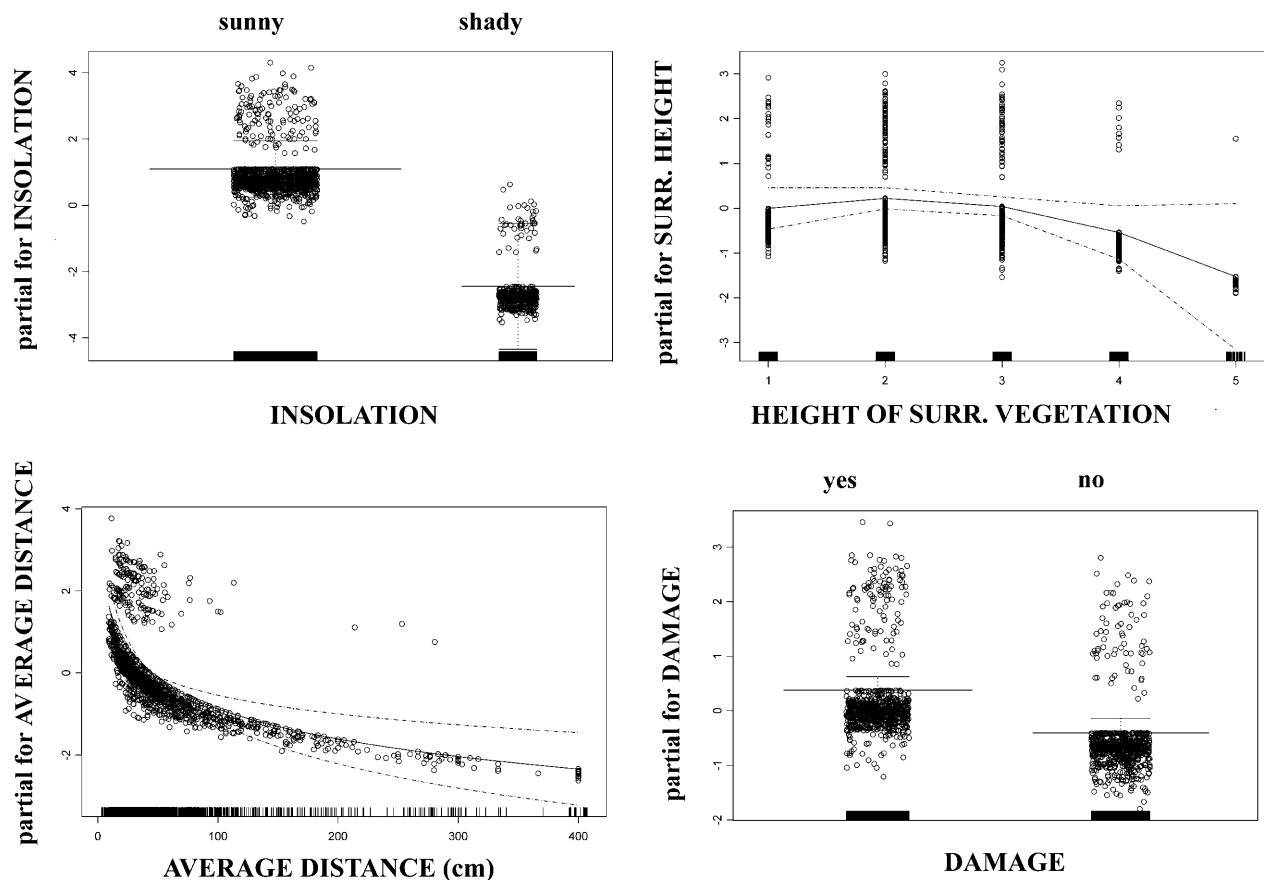 sunny shady
partial for INSOLATION
4
2
0
-2
-4
INSOLATION
partial for SURR. HEIGHT
3
2
1
0
-1
-2
-3
1 2 3 4 5
HEIGHT OF SURR. VEGETATION
partial for AVERAGE DISTANCE
4
2
0
-2
0 100 200 300 400
AVERAGE DISTANCE (cm)
yes no
partial for DAMAGE
3
2
1
0
-1
-2
DAMAGE